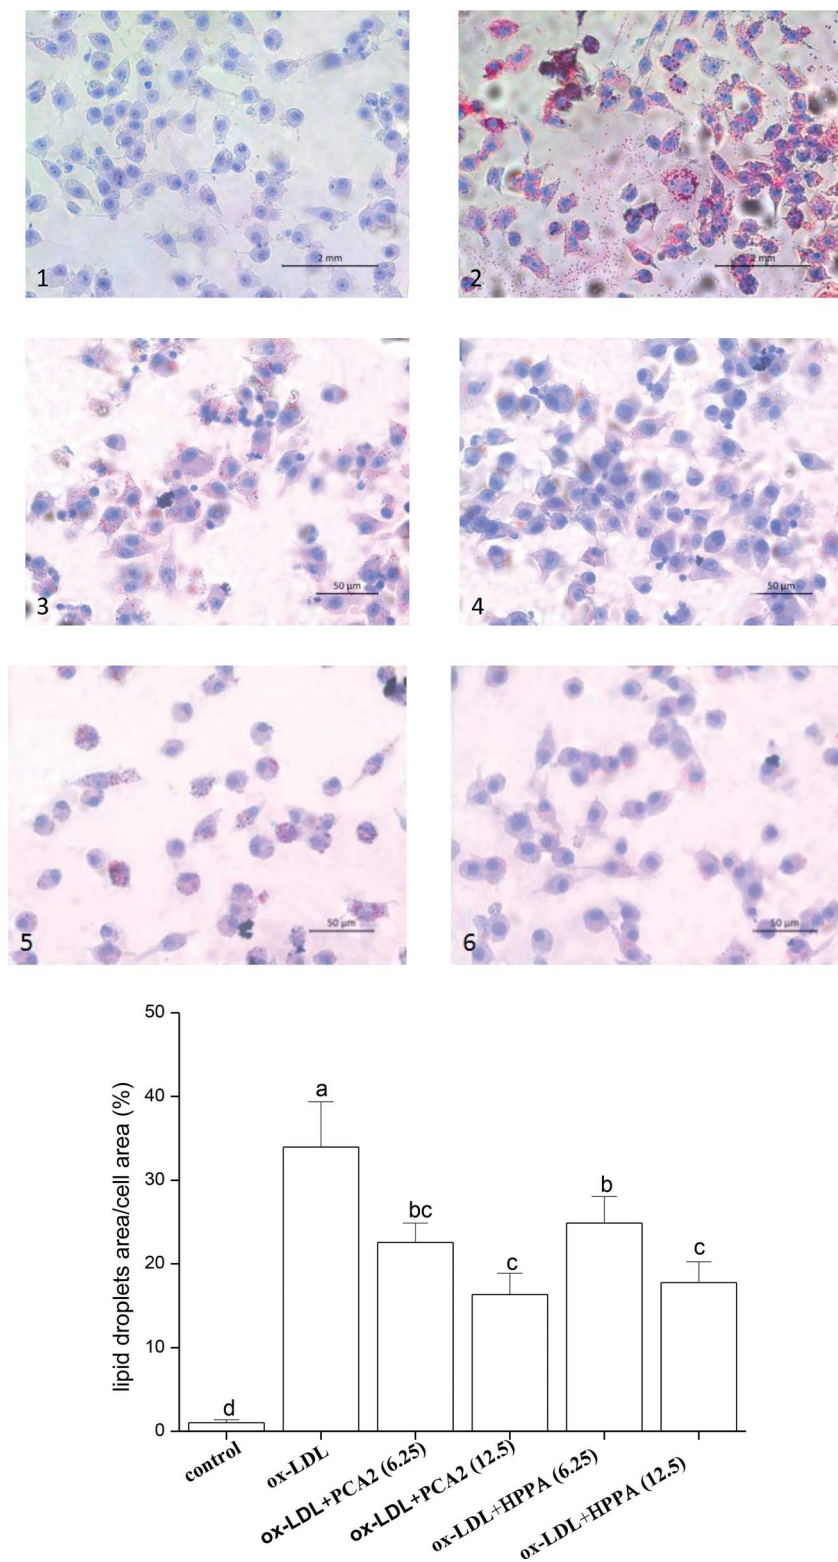 2 mm
1
2 mm
2
50 µm
3
50 µm
4
50 µm
5
50 µm
6
lipid droplets area/cell area (%)
50
40
30
20
10
0
d
a
bc
c
b
c
control
ox-LDL
ox-LDL+PCA2 (6.25)
ox-LDL+PCA2 (12.5)
ox-LDL+HPPA (6.25)
ox-LDL+HPPA (12.5)